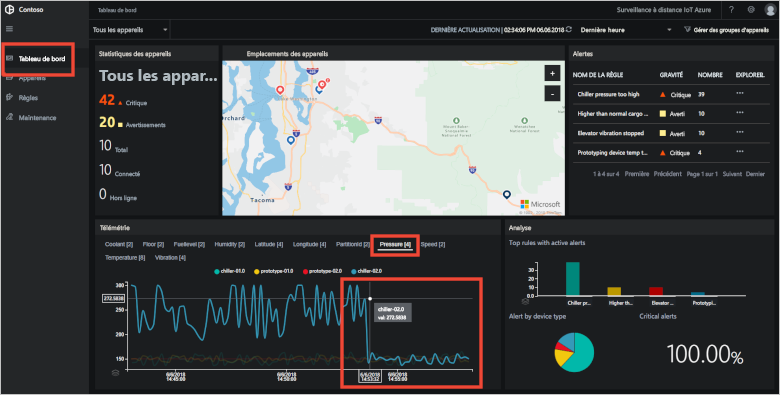 Contoso
Tableau de bord
Surveillance à distance IoT Azure
Tous les appareils
DERNIÈRE ACTUALISATION | 02:34:06 PM 06.06.2018
Dernière heure
Gérer des groupes d'appareils
Tableau de bord
Appareils
Règles
Maintenance
Statistiques des appareils
Tous les appar...
42 Critique
20 Avertissements
10 Total
10 Connecté
0 Hors ligne
Emplacements des appareils
+
-
Orchard
Tacoma
Microsoft
Alertes
NOM DE LA RÈGLE GRAVITÉ NOMBRE EXPLOREB.
Chiller pressure too high Critique 39 •••
Higher than normal cargo ... Averti 10 •••
Elevator vibration stopped Averti 10 •••
Prototyping device temp t... Critique 4 •••
1 à 4 sur 4 Première Précédent Page 1 sur 1 Suivant Dernier
Télémétrie
Coolant [2] Floor [2] Fuellevel [2] Humidity [2] Latitude [4] Longitude [4] PartitionId [2] Pressure [4] Speed [2]
Temperature [8] Vibration [4]
chiller-01.0 prototype-01.0 prototype-02.0 chiller-02.0
300
272.5838
250
200
150
chiller-02.0
val: 272.5838
6/6/2018
14:45:00
6/6/2018
14:50:00
6/6/2018
14:53:32
6/6/2018
14:55:00
Analyse
Top rules with active alerts
30
20
10
0
Chiller pr...
Higher th...
Elevator ...
Prototypi...
Alert by device type
Critical alerts
100.00%